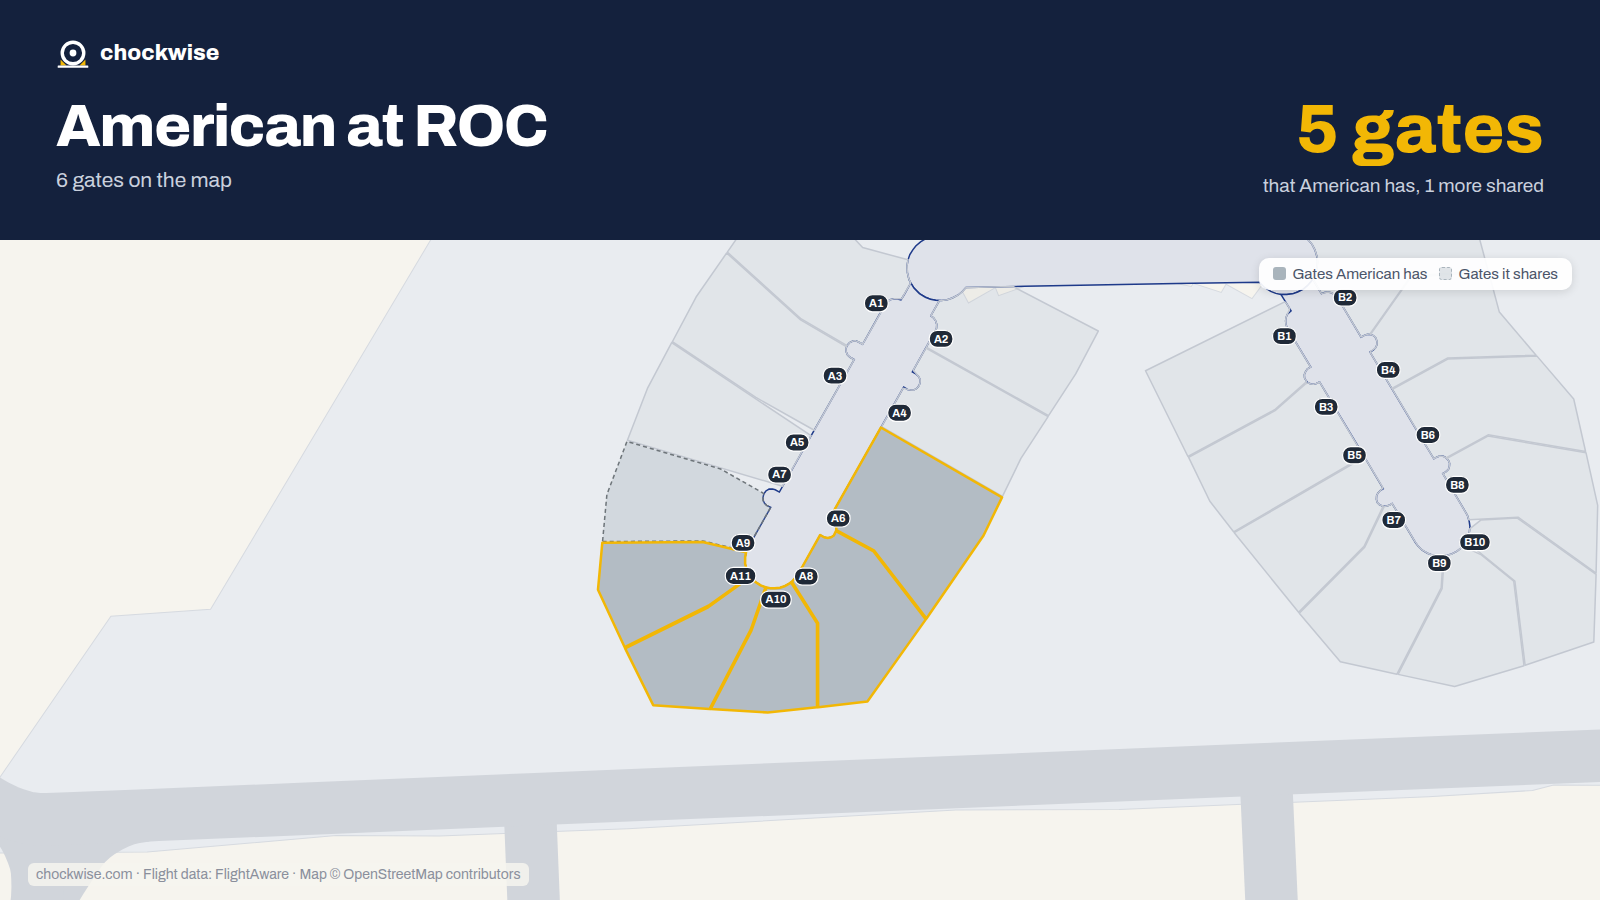 chockwise
American at ROC
6 gates on the map
5 gates
that American has, 1 more shared
Gates American has
Gates it shares
A1
A2
A3
A4
A5
A7
A6
A9
A11
A8
A10
B2
B1
B4
B3
B6
B5
B8
B7
B10
B9
chockwise.com · Flight data: FlightAware · Map © OpenStreetMap contributors